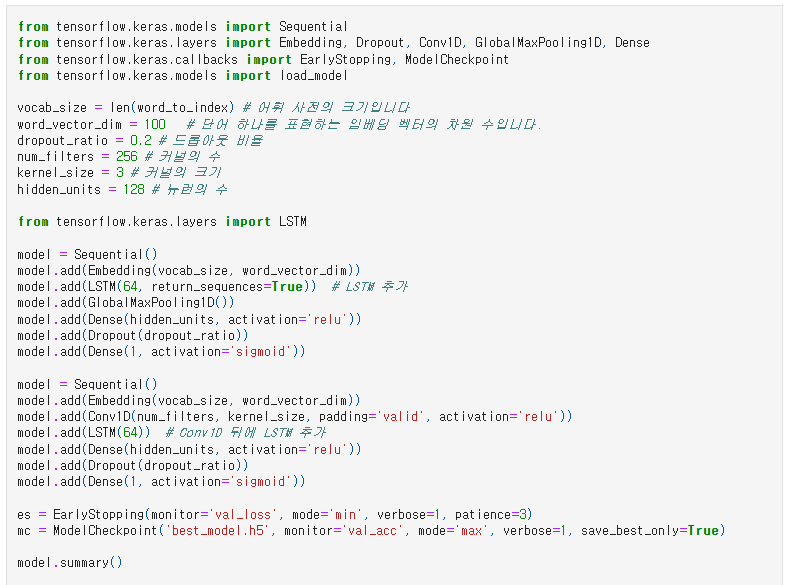 from tensorflow.keras.models import Sequential
from tensorflow.keras.layers import Embedding, Dropout, Conv1D, GlobalMaxPooling1D, Dense
from tensorflow.keras.callbacks import EarlyStopping, ModelCheckpoint
from tensorflow.keras.models import load_model
vocab_size = len(word_to_index) # 어휘 사전의 크기입니다
word_vector_dim = 100   # 단어 하나를 표현하는 임베딩 벡터의 차원 수입니다.
dropout_ratio = 0.2 # 드롭아웃 비율
num_filters = 256 # 커널의 수
kernel_size = 3 # 커널의 크기
hidden_units = 128 # 뉴런의 수
from tensorflow.keras.layers import LSTM
model = Sequential()
model.add(Embedding(vocab_size, word_vector_dim))
model.add(LSTM(64, return_sequences=True))  # LSTM 추가
model.add(GlobalMaxPooling1D())
model.add(Dense(hidden_units, activation='relu'))
model.add(Dropout(dropout_ratio))
model.add(Dense(1, activation='sigmoid'))
model = Sequential()
model.add(Embedding(vocab_size, word_vector_dim))
model.add(Conv1D(num_filters, kernel_size, padding='valid', activation='relu'))
model.add(LSTM(64))  # Conv1D 뒤에 LSTM 추가
model.add(Dense(hidden_units, activation='relu'))
model.add(Dropout(dropout_ratio))
model.add(Dense(1, activation='sigmoid'))
es = EarlyStopping(monitor='val_loss', mode='min', verbose=1, patience=3)
mc = ModelCheckpoint('best_model.h5', monitor='val_acc', mode='max', verbose=1, save_best_only=True)
model.summary()